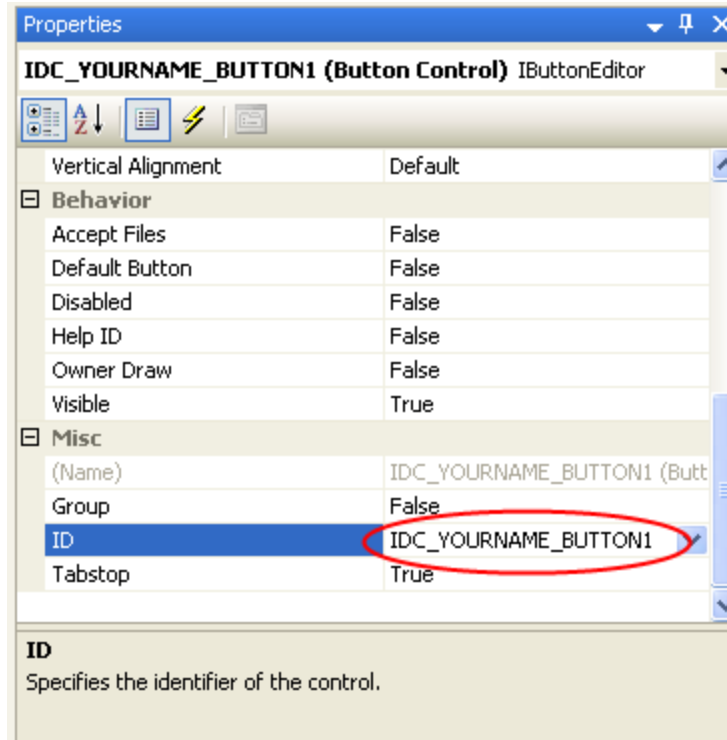 Properties
IDC_YOURNAME_BUTTON1 (Button Control) IButtonEditor
Vertical Alignment Default
Behavior
Accept Files False
Default Button False
Disabled False
Help ID False
Owner Draw False
Visible True
Misc
(Name) IDC_YOURNAME_BUTTON1 (Butt
Group False
ID IDC_YOURNAME_BUTTON1
Tabstop True
ID
Specifies the identifier of the control.